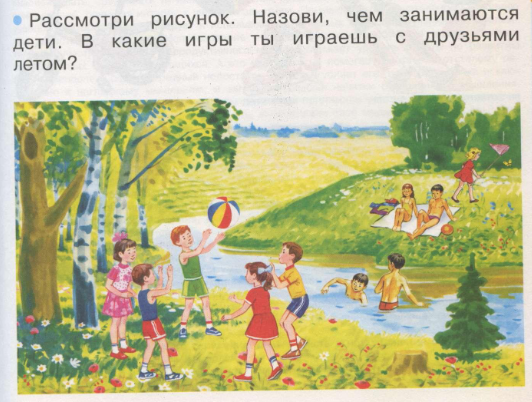 Рассмотри рисунок. Назови, чем занимаются
дети. В какие игры ты играешь с друзьями
летом?